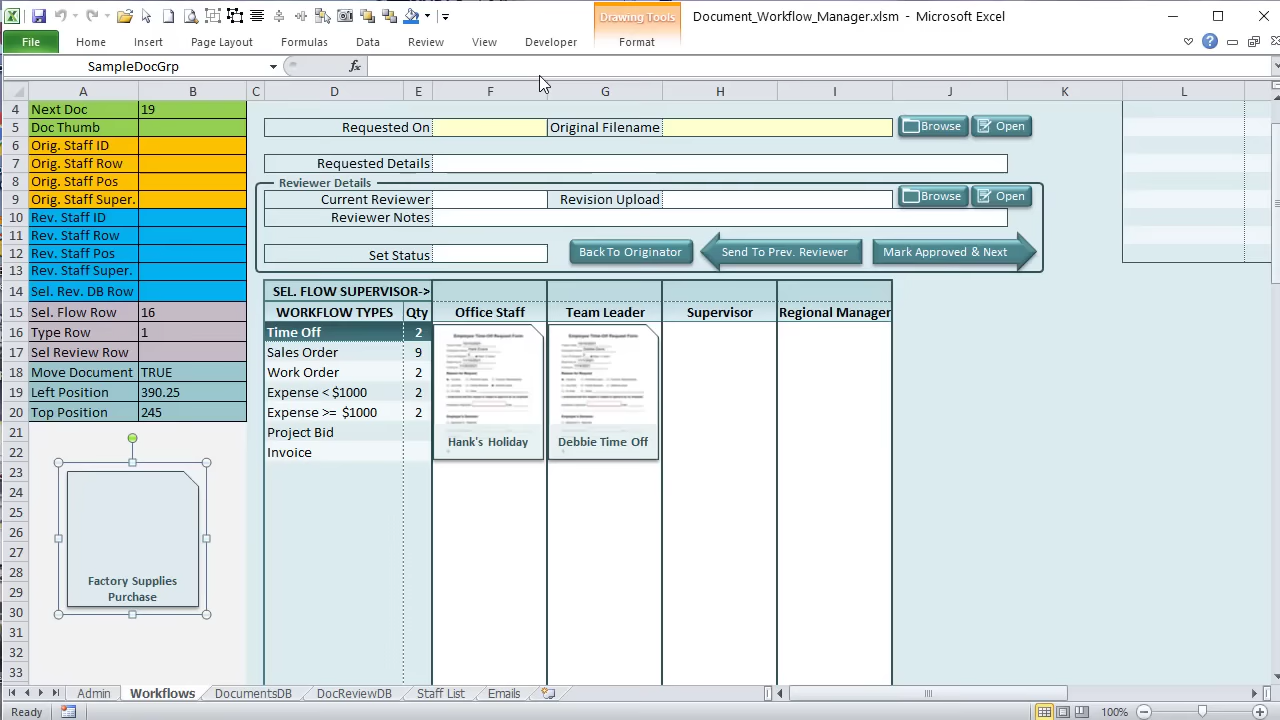 Drawing Tools
Document_Workflow_Manager.xlsm - Microsoft Excel
File Home Insert Page Layout Formulas Data Review View Developer Format
SampleDocGrp fx
A B C D E F G H I J K L
4 Next Doc 19
5 Doc Thumb Requested On Original Filename Browse Open
6 Orig. Staff ID
7 Orig. Staff Row Requested Details
8 Orig. Staff Pos Reviewer Details
9 Orig. Staff Super. Current Reviewer Revision Upload Browse Open
10 Rev. Staff ID Reviewer Notes
11 Rev. Staff Row
12 Rev. Staff Pos Set Status Back To Originator Send To Prev. Reviewer Mark Approved & Next
13 Rev. Staff Super.
14 Sel. Rev. DB Row SEL. FLOW SUPERVISOR->
15 Sel. Flow Row 16 WORKFLOW TYPES Qty Office Staff Team Leader Supervisor Regional Manager
16 Type Row 1 Time Off 2
17 Sel Review Row Sales Order 9
18 Move Document TRUE Work Order 2
19 Left Position 390.25 Expense < $1000 2
20 Top Position 245 Expense >= $1000 2
21 Project Bid
22 Invoice
Hank's Holiday Debbie Time Off
23
24
25
26
27
28
29
30
31
32
33
Factory Supplies
Purchase
Admin Workflows DocumentsDB DocReviewDB Staff List Emails
Ready 100%